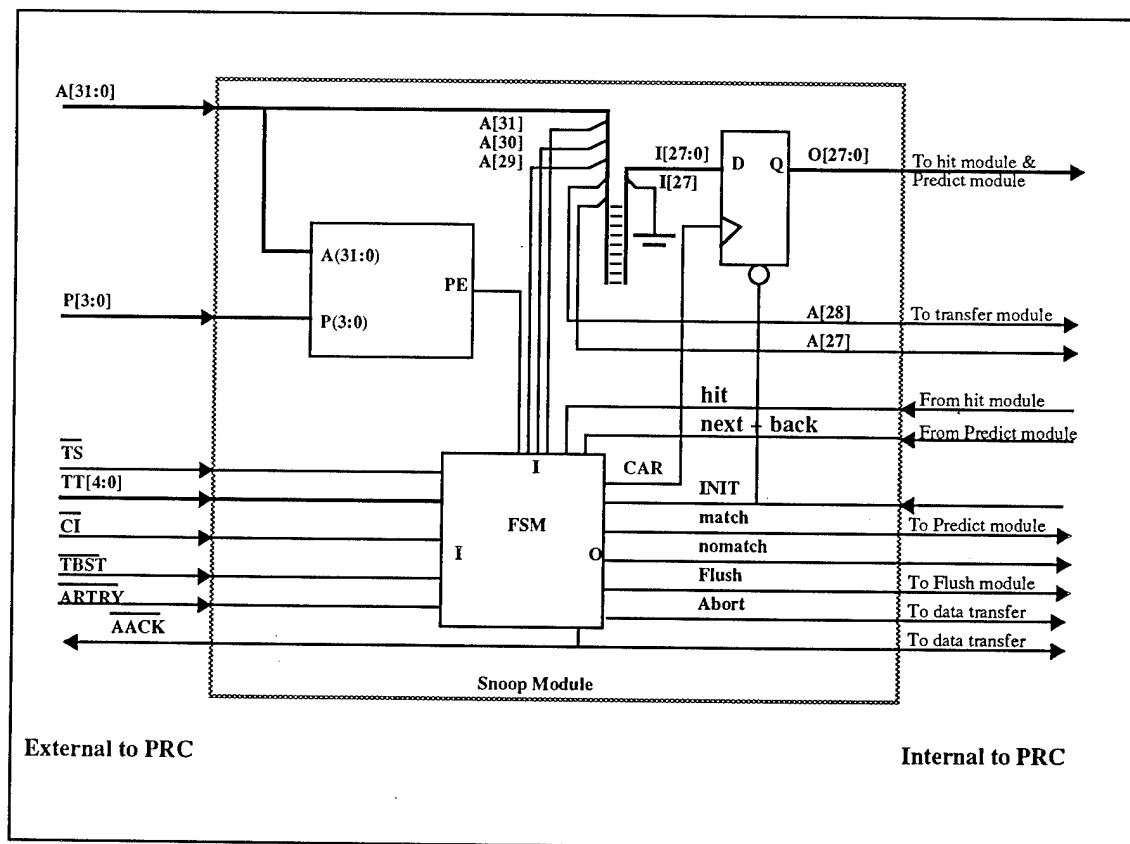 A[31:0]
A[31]
A[30]
A[29]
I[27:0]
I[27]
D Q
O[27:0]
To hit module &
Predict module
A(31:0)
PE
P[3:0]
P(3:0)
A[28]
To transfer module
A[27]
hit
From hit module
next + back
From Predict module
TS
I
CAR
TT[4:0]
INIT
FSM
match
To Predict module
CI
I
O
nomatch
TBST
Flush
To Flush module
ARTRY
Abort
To data transfer
AACK
To data transfer
Snoop Module
External to PRC
Internal to PRC